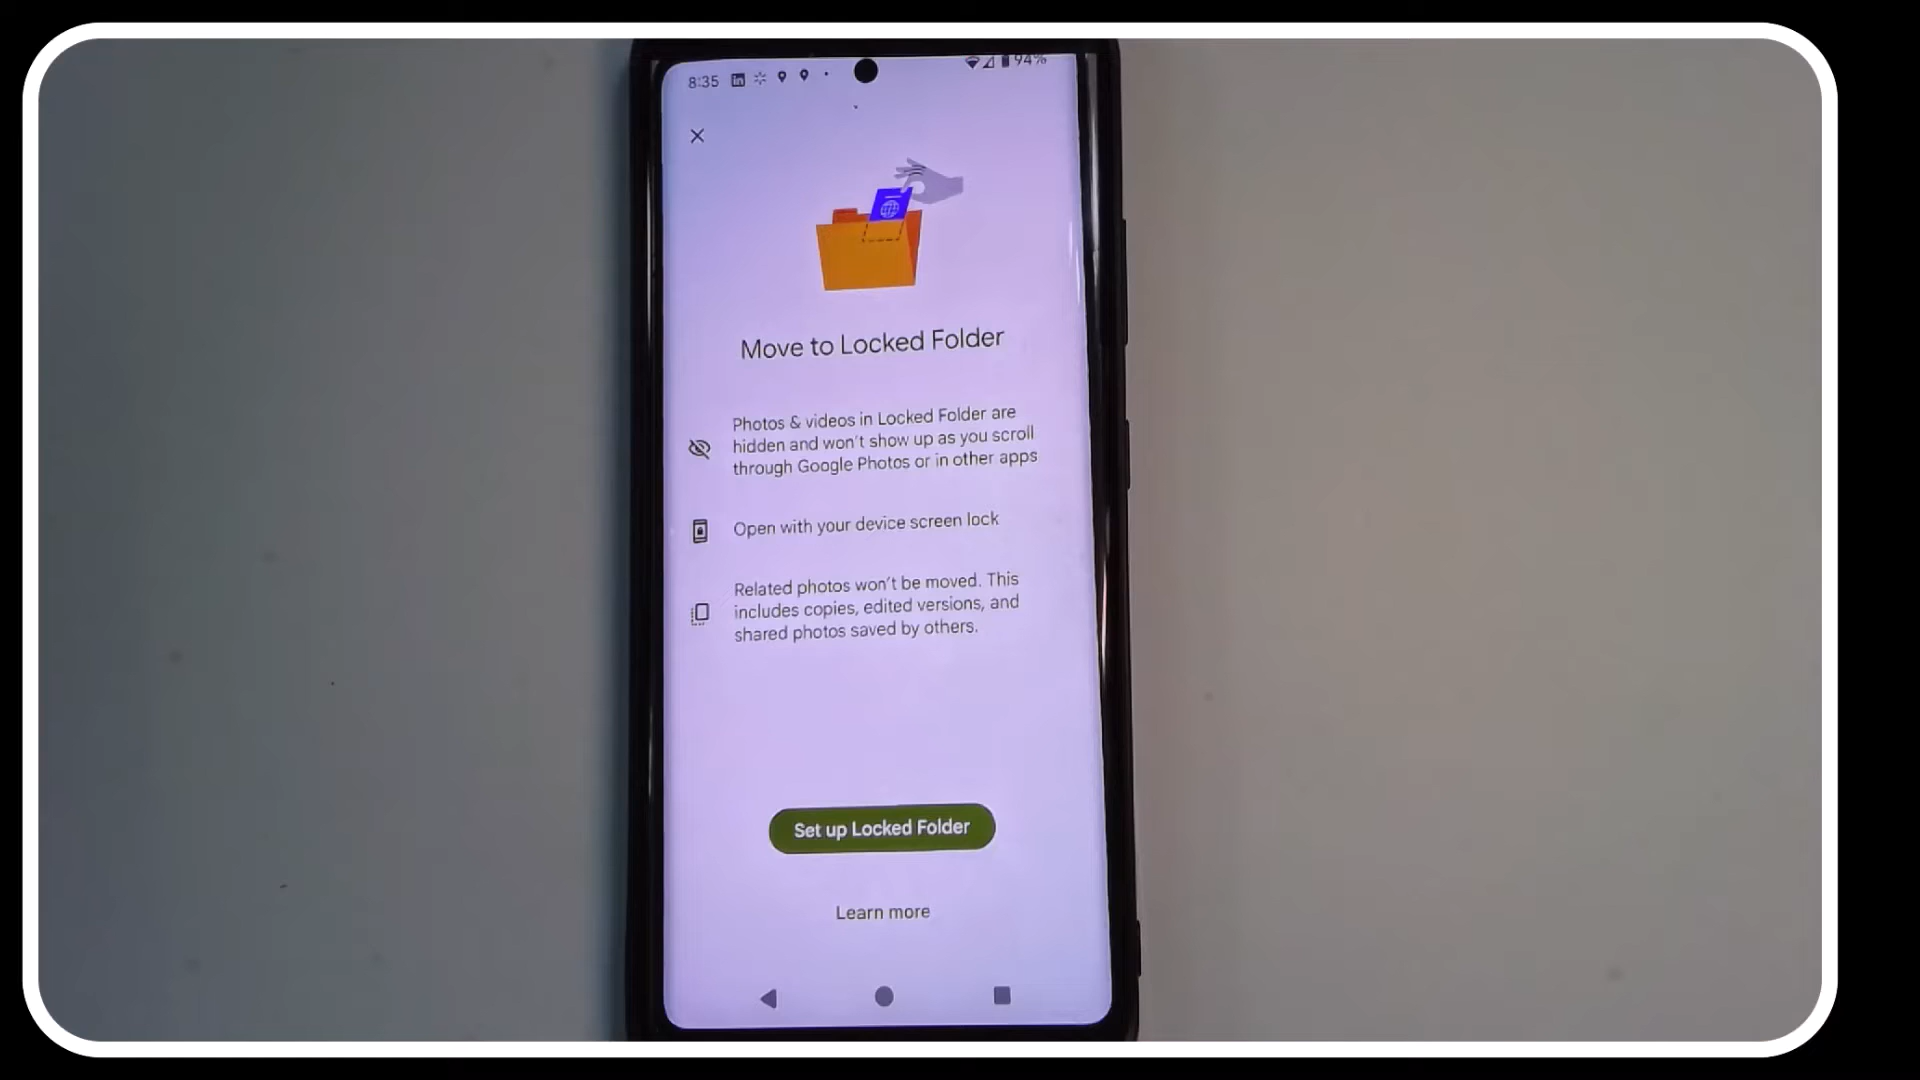 8:35
94%
Move to Locked Folder
Photos & videos in Locked Folder are
hidden and won't show up as you scroll
through Google Photos or in other apps
Open with your device screen lock
Related photos won't be moved. This
includes copies, edited versions, and
shared photos saved by others.
Set up Locked Folder
Learn more